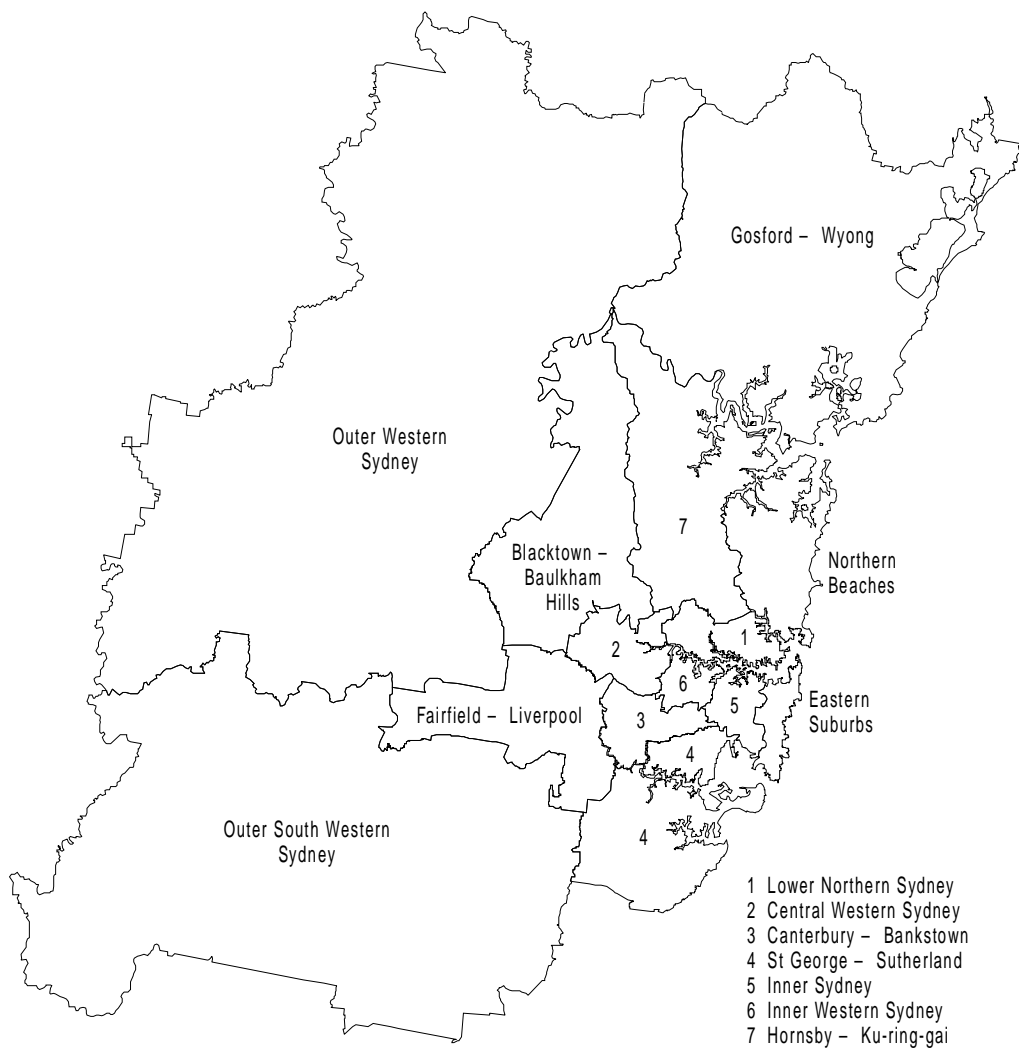 Gosford – Wyong
Outer Western
Sydney
7
Blacktown –
Baulkham
Hills
Northern
Beaches
1
2
6
Eastern
Suburbs
5
Fairfield – Liverpool
3
4
Outer South Western
Sydney
4
1 Lower Northern Sydney
2 Central Western Sydney
3 Canterbury – Bankstown
4 St George – Sutherland
5 Inner Sydney
6 Inner Western Sydney
7 Hornsby – Ku-ring-gai